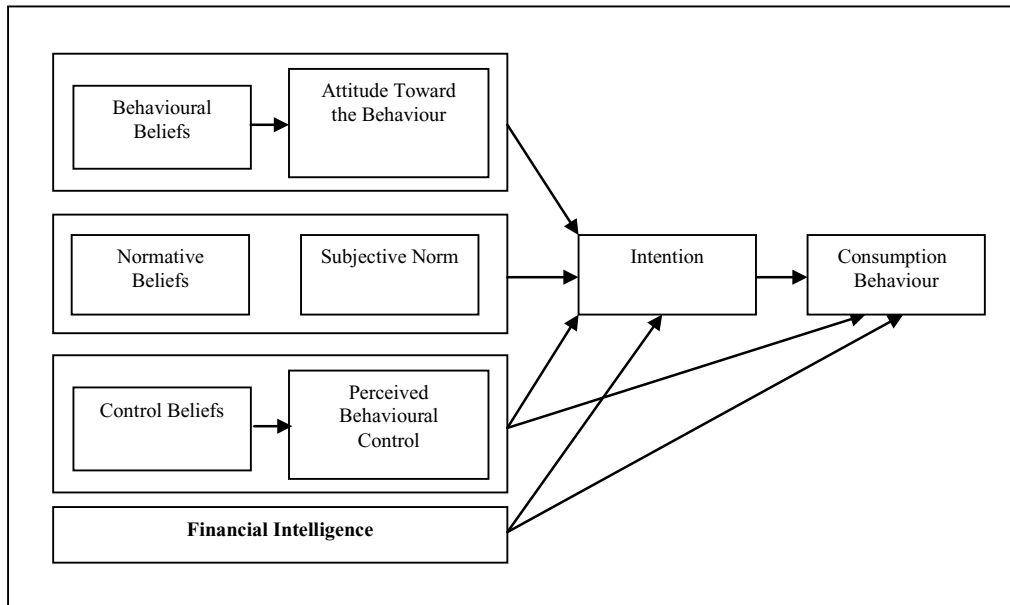 Behavioural
Beliefs
Attitude Toward
the Behaviour
Normative
Beliefs
Subjective Norm
Intention
Consumption
Behaviour
Control Beliefs
Perceived
Behavioural
Control
Financial Intelligence